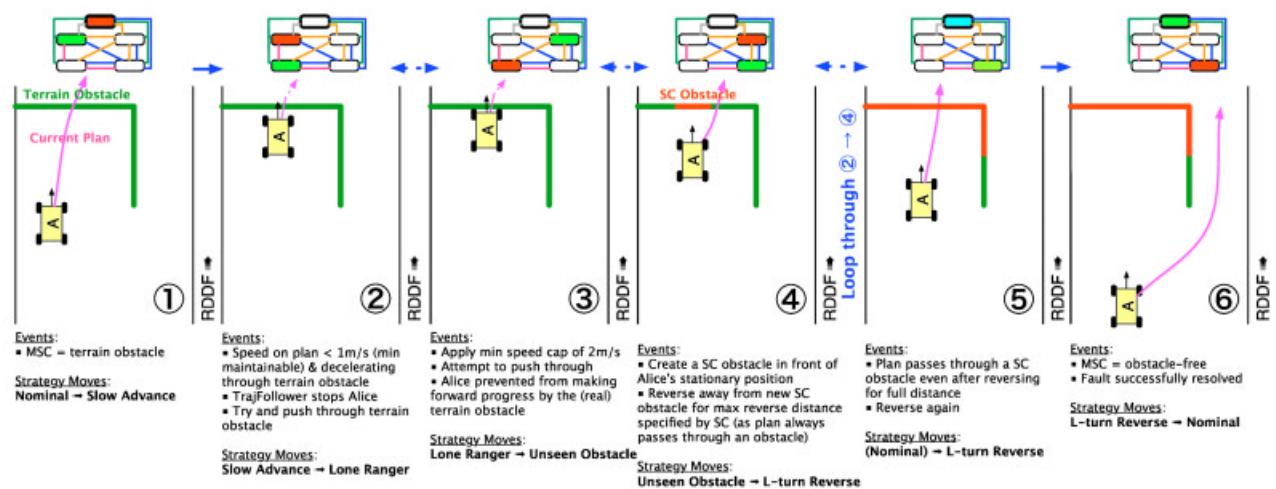 Terrain Obstacle
Current Plan
A
RDDF ➠
①
Events:
▪ MSC = terrain obstacle
Strategy Moves:
Nominal → Slow Advance
A
RDDF ➠
②
Events:
▪ Speed on plan < 1m/s (min
maintainable) & decelerating
through terrain obstacle
▪ TrajFollower stops Alice
▪ Try and push through terrain
obstacle
Strategy Moves:
Slow Advance → Lone Ranger
A
RDDF ➠
③
Events:
▪ Apply min speed cap of 2m/s
▪ Attempt to push through
▪ Alice prevented from making
forward progress by the (real)
terrain obstacle
Strategy Moves:
Lone Ranger → Unseen Obstacle
SC Obstacle
A
RDDF ➠
④
Events:
▪ Create a SC obstacle in front of
Alice's stationary position
▪ Reverse away from new SC
obstacle for max reverse distance
specified by SC (as plan always
passes through an obstacle)
Strategy Moves:
Unseen Obstacle → L-turn Reverse
Loop through ② → ④
A
RDDF ➠
⑤
Events:
▪ Plan passes through a SC
obstacle even after reversing
for full distance
▪ Reverse again
Strategy Moves:
(Nominal) → L-turn Reverse
A
RDDF ➠
⑥
Events:
▪ MSC = obstacle-free
▪ Fault successfully resolved
Strategy Moves:
L-turn Reverse → Nominal